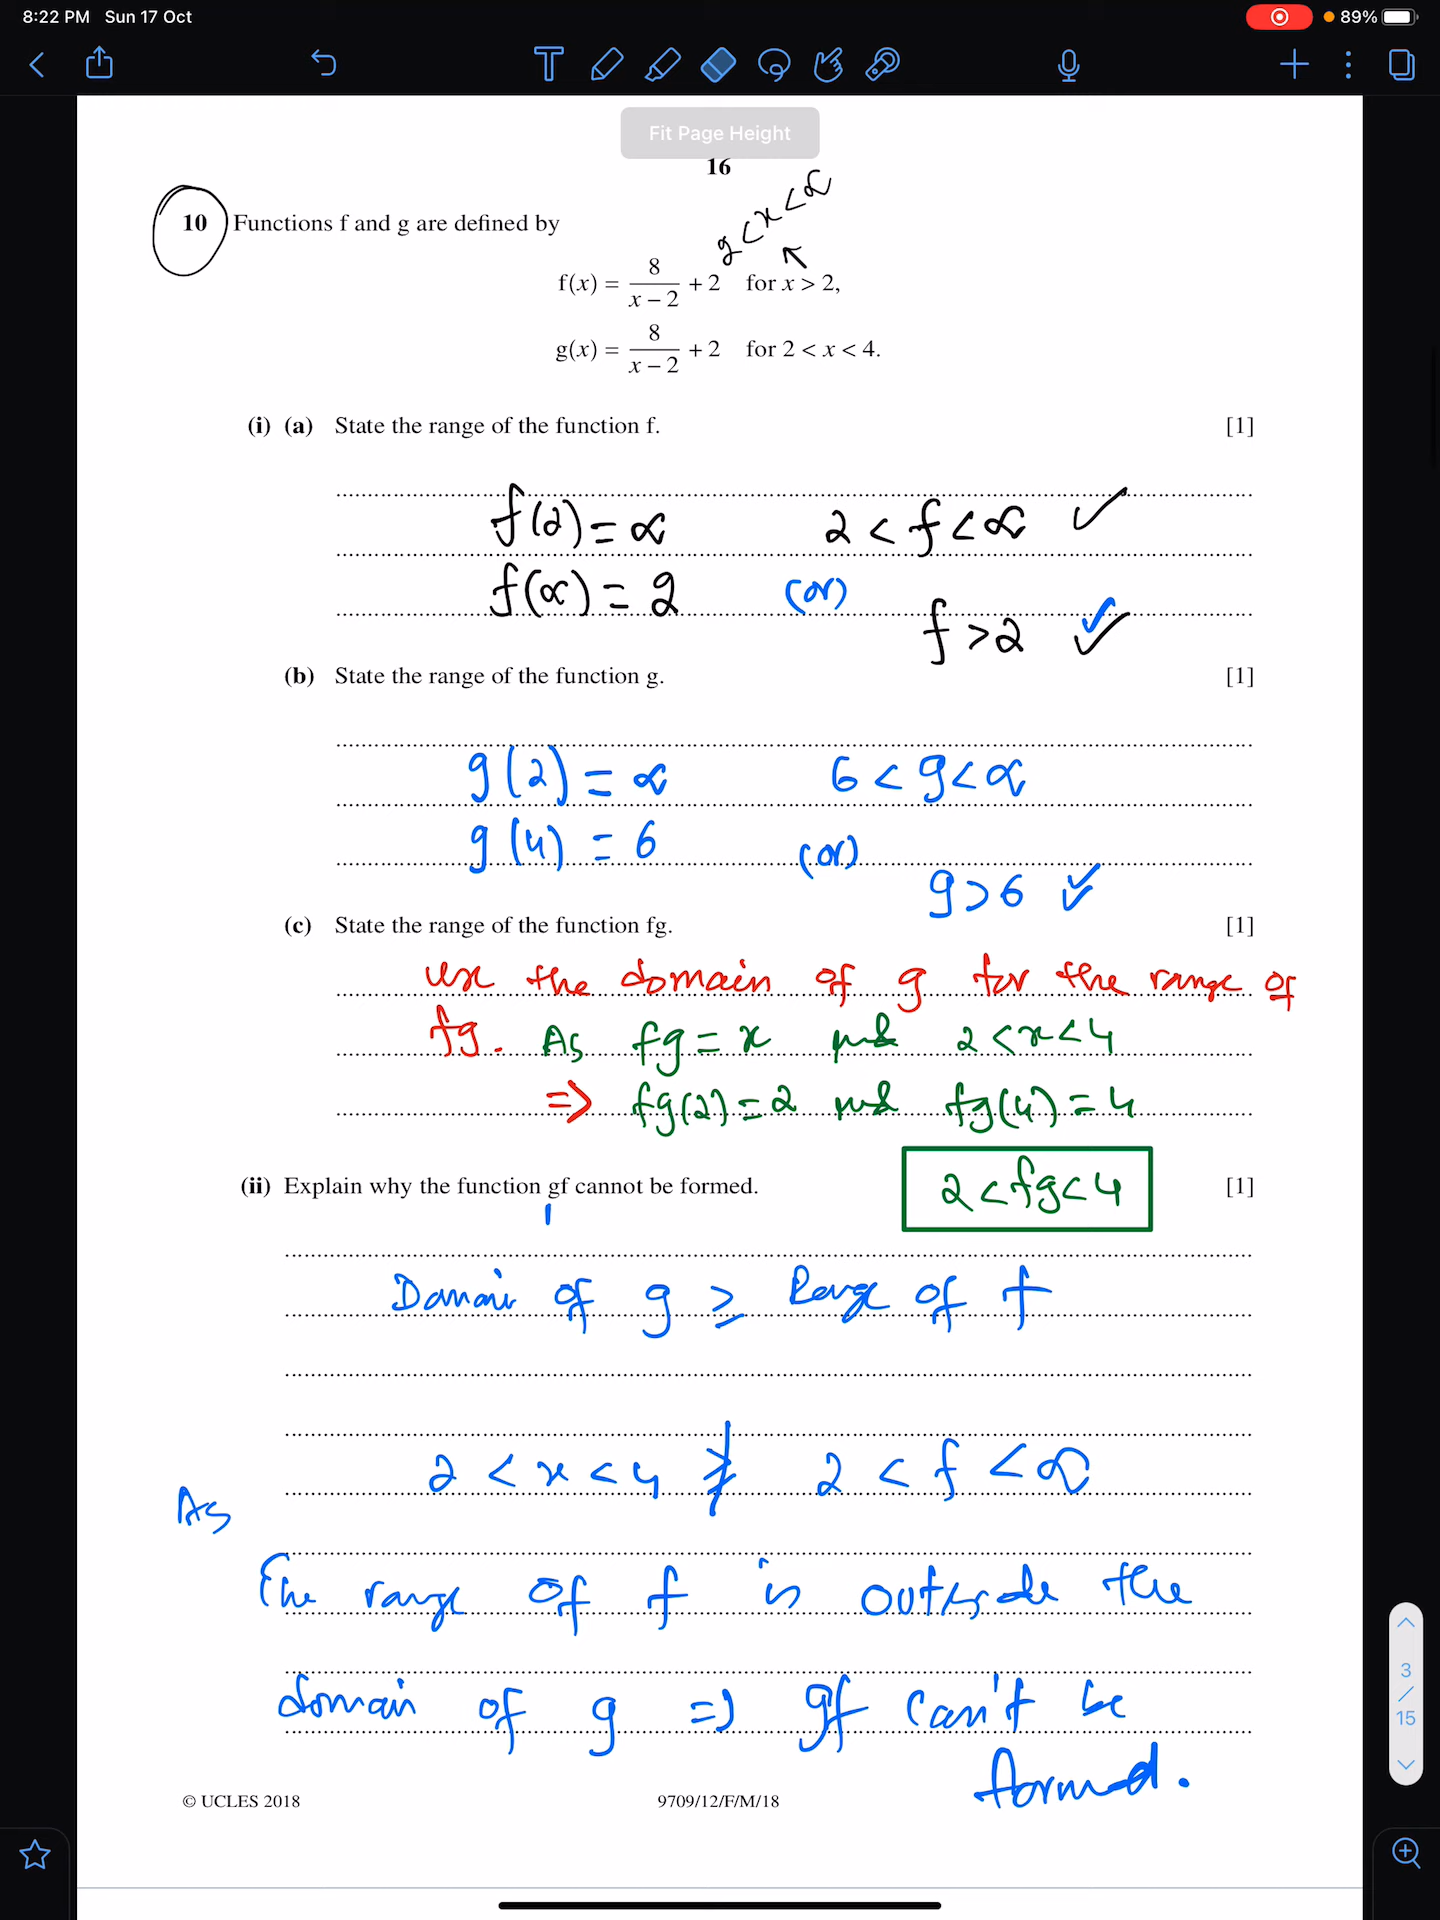 8:22 PM Sun 17 Oct
89%
Fit Page Height
16
2 < x < ∝
10 Functions f and g are defined by
f(x) = 8/(x − 2) + 2 for x > 2,
g(x) = 8/(x − 2) + 2 for 2 < x < 4.
(i) (a) State the range of the function f. [1]
f(2) = ∝ 2 < f < ∝ ✓
f(∝) = 2 (or)
f > 2 ✓
(b) State the range of the function g. [1]
g(2) = ∝ 6 < g < ∝
g(4) = 6 (or)
g > 6 ✓
(c) State the range of the function fg. [1]
use the domain of g for the range of
fg. As fg = x and 2 < x < 4
=> fg(2) = 2 and fg(4) = 4
(ii) Explain why the function gf cannot be formed. [1]
2 < fg < 4
Domain of g ≥ Range of f
2 < x < 4 ≱ 2 < f < ∝
As
The range of f is outside the
domain of g => gf can't be
formed.
3
/
15
© UCLES 2018 9709/12/F/M/18